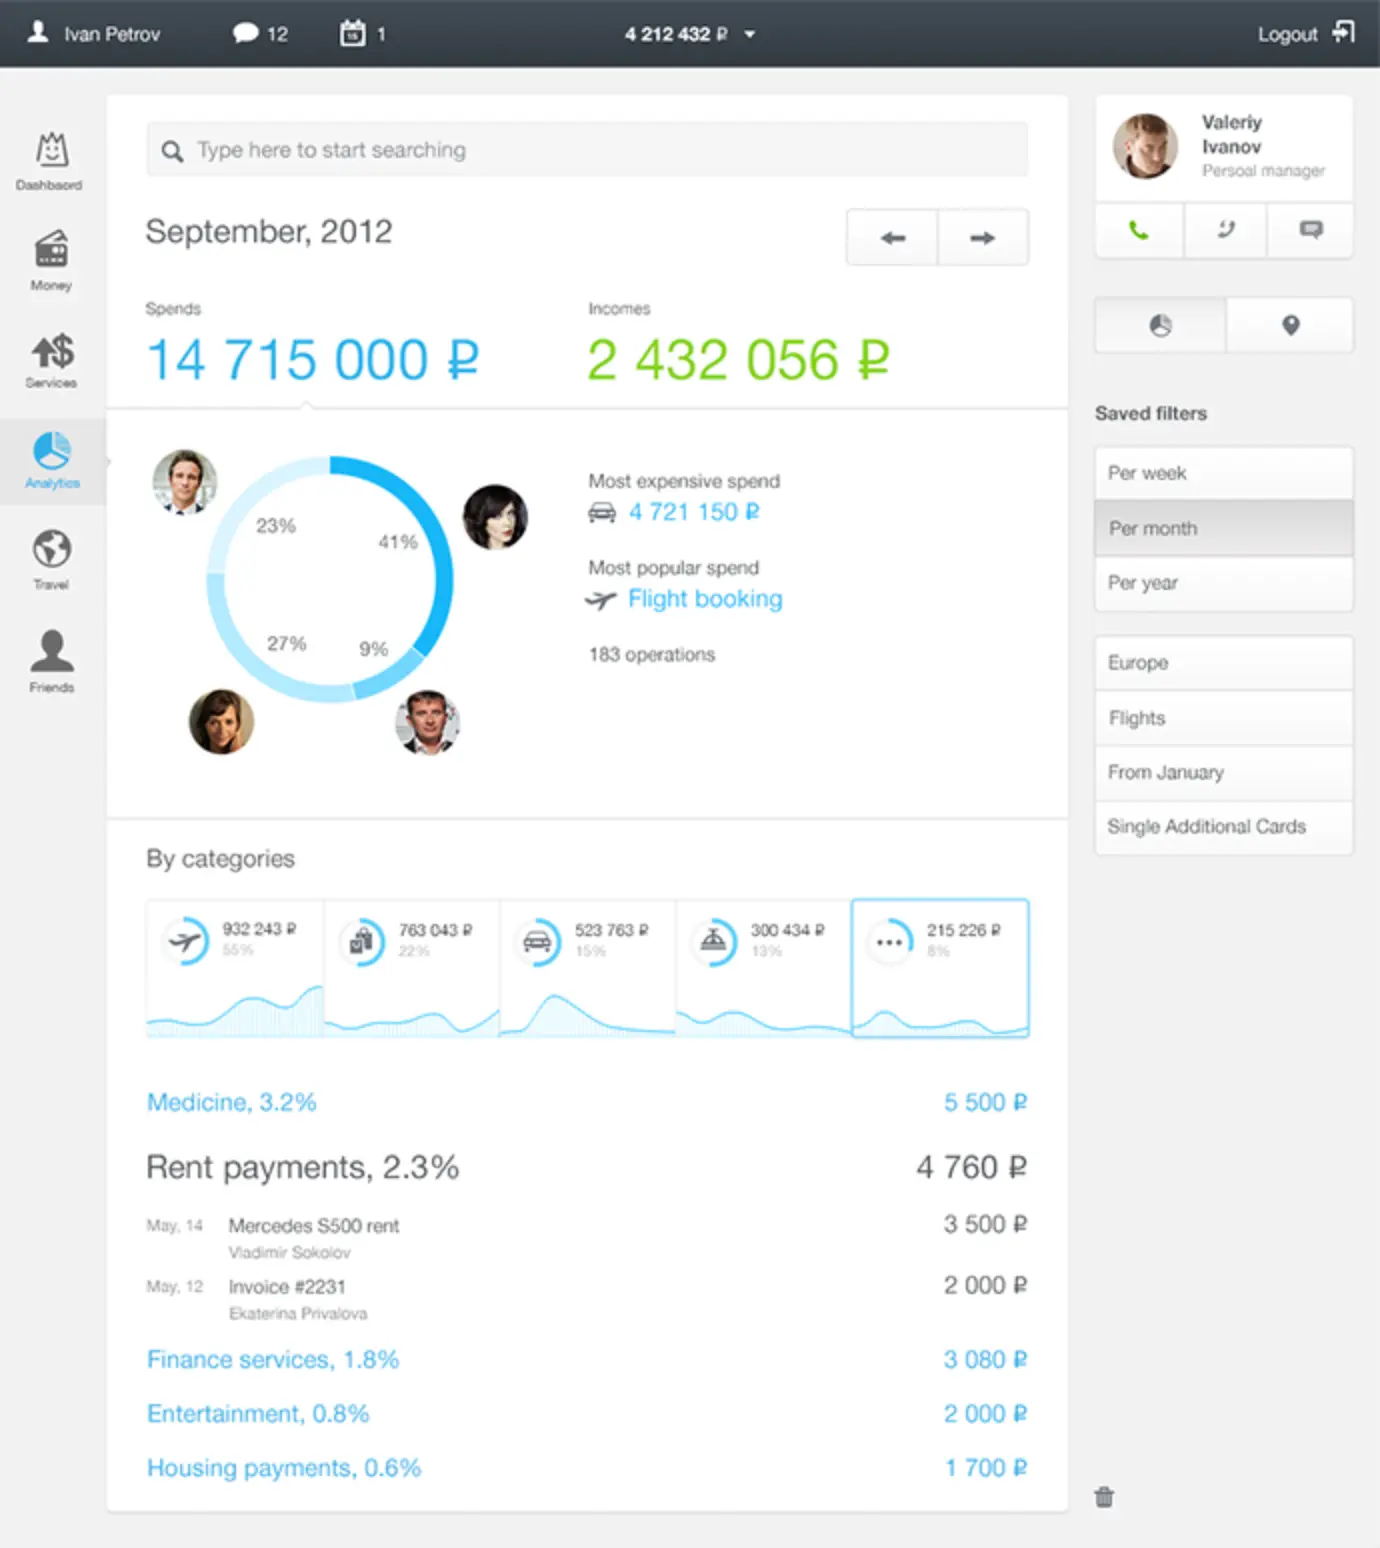 Ivan Petrov
12
1
4 212 432 ₽
Logout
Dashbaord
Money
Services
Analytics
Travel
Friends
Type here to start searching
September, 2012
Spends
14 715 000 ₽
Incomes
2 432 056 ₽
23%
41%
27%
9%
Most expensive spend
4 721 150 ₽
Most popular spend
Flight booking
183 operations
By categories
932 243 ₽
55%
763 043 ₽
22%
523 763 ₽
15%
300 434 ₽
13%
215 226 ₽
8%
Medicine, 3.2%
5 500 ₽
Rent payments, 2.3%
4 760 ₽
May, 14
Mercedes S500 rent
3 500 ₽
Vladimir Sokolov
May, 12
Invoice #2231
2 000 ₽
Ekaterina Privalova
Finance services, 1.8%
3 080 ₽
Entertainment, 0.8%
2 000 ₽
Housing payments, 0.6%
1 700 ₽
Valeriy
Ivanov
Persoal manager
Saved filters
Per week
Per month
Per year
Europe
Flights
From January
Single Additional Cards